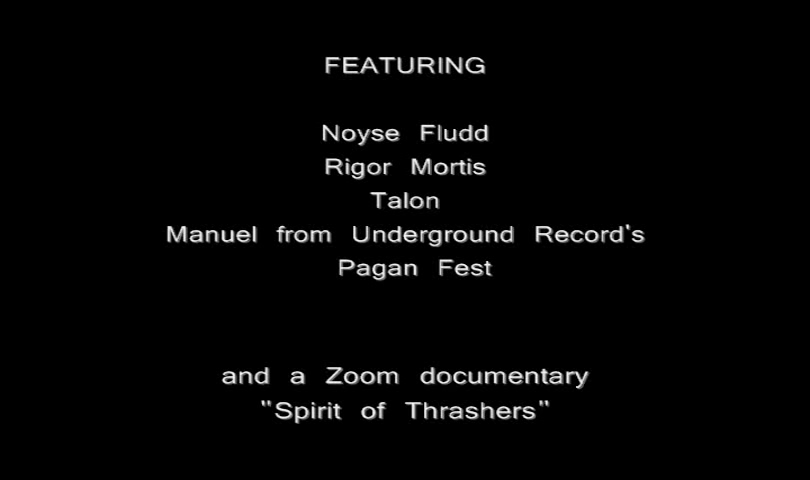 FEATURING
Noyse Fludd
Rigor Mortis
Talon
Manuel from Underground Record's
Pagan Fest
and a Zoom documentary
"Spirit of Thrashers"